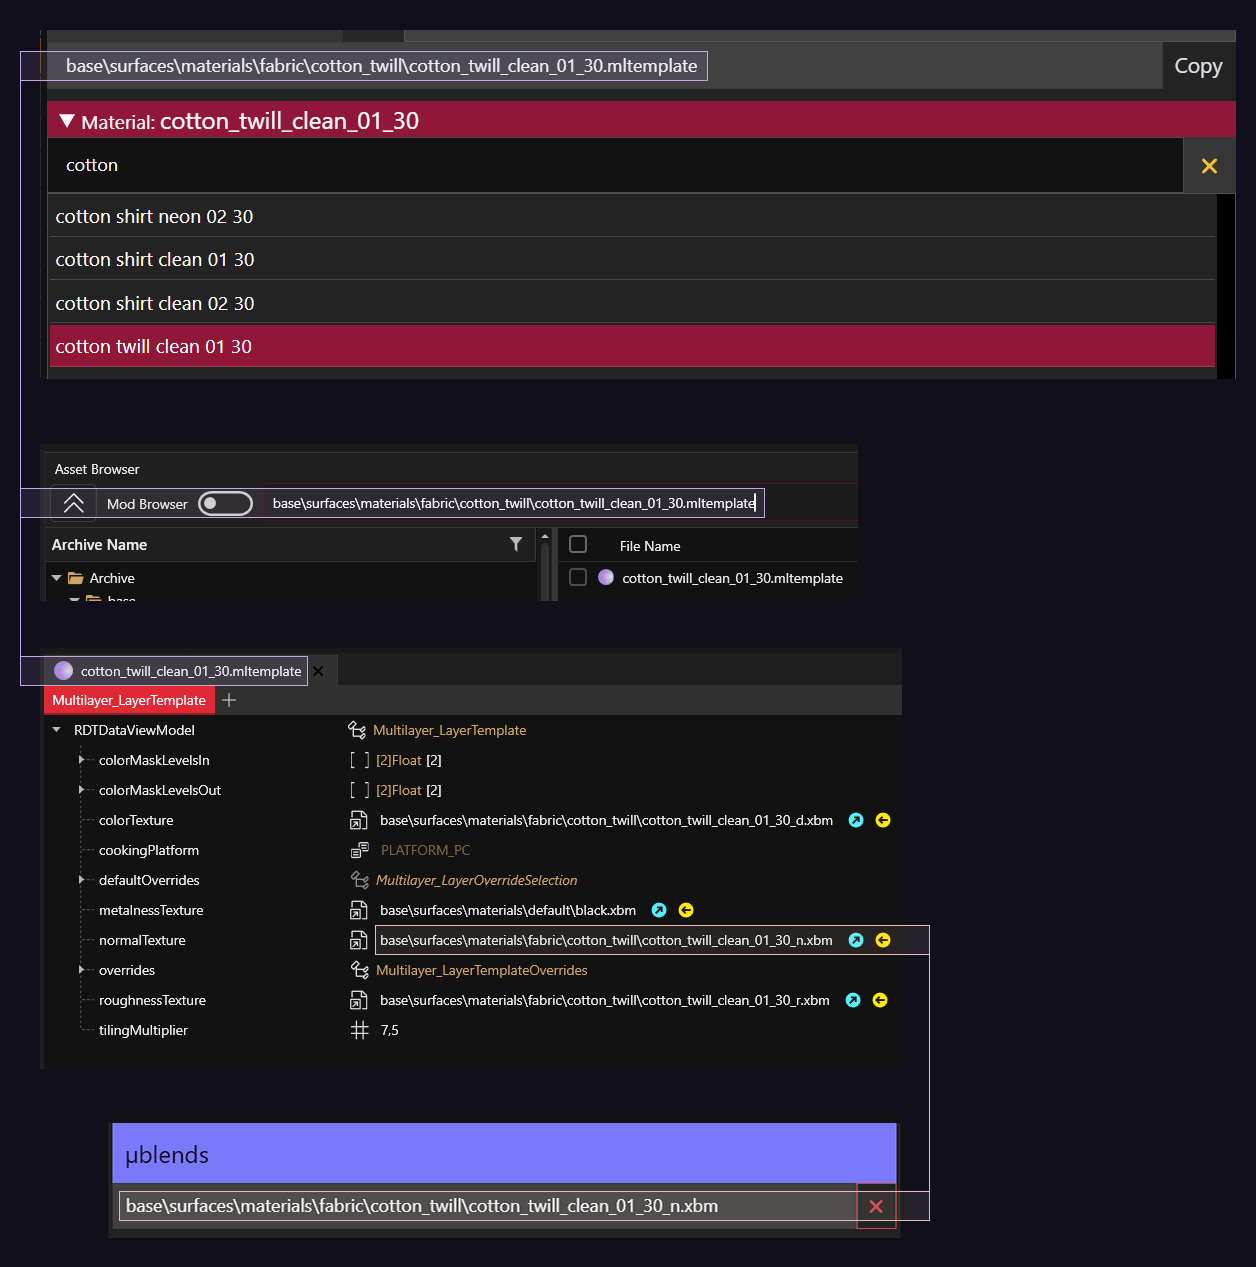 base\surfaces\materials\fabric\cotton_twill\cotton_twill_clean_01_30.mltemplate Copy
Material: cotton_twill_clean_01_30
cotton
cotton shirt neon 02 30
cotton shirt clean 01 30
cotton shirt clean 02 30
cotton twill clean 01 30
Asset Browser
Mod Browser base\surfaces\materials\fabric\cotton_twill\cotton_twill_clean_01_30.mltemplate
Archive Name File Name
Archive cotton_twill_clean_01_30.mltemplate
base
cotton_twill_clean_01_30.mltemplate
Multilayer_LayerTemplate
RDTDataViewModel Multilayer_LayerTemplate
colorMaskLevelsIn [2]Float [2]
colorMaskLevelsOut [2]Float [2]
colorTexture base\surfaces\materials\fabric\cotton_twill\cotton_twill_clean_01_30_d.xbm
cookingPlatform PLATFORM_PC
defaultOverrides Multilayer_LayerOverrideSelection
metalnessTexture base\surfaces\materials\default\black.xbm
normalTexture base\surfaces\materials\fabric\cotton_twill\cotton_twill_clean_01_30_n.xbm
overrides Multilayer_LayerTemplateOverrides
roughnessTexture base\surfaces\materials\fabric\cotton_twill\cotton_twill_clean_01_30_r.xbm
tilingMultiplier 7,5
µblends
base\surfaces\materials\fabric\cotton_twill\cotton_twill_clean_01_30_n.xbm